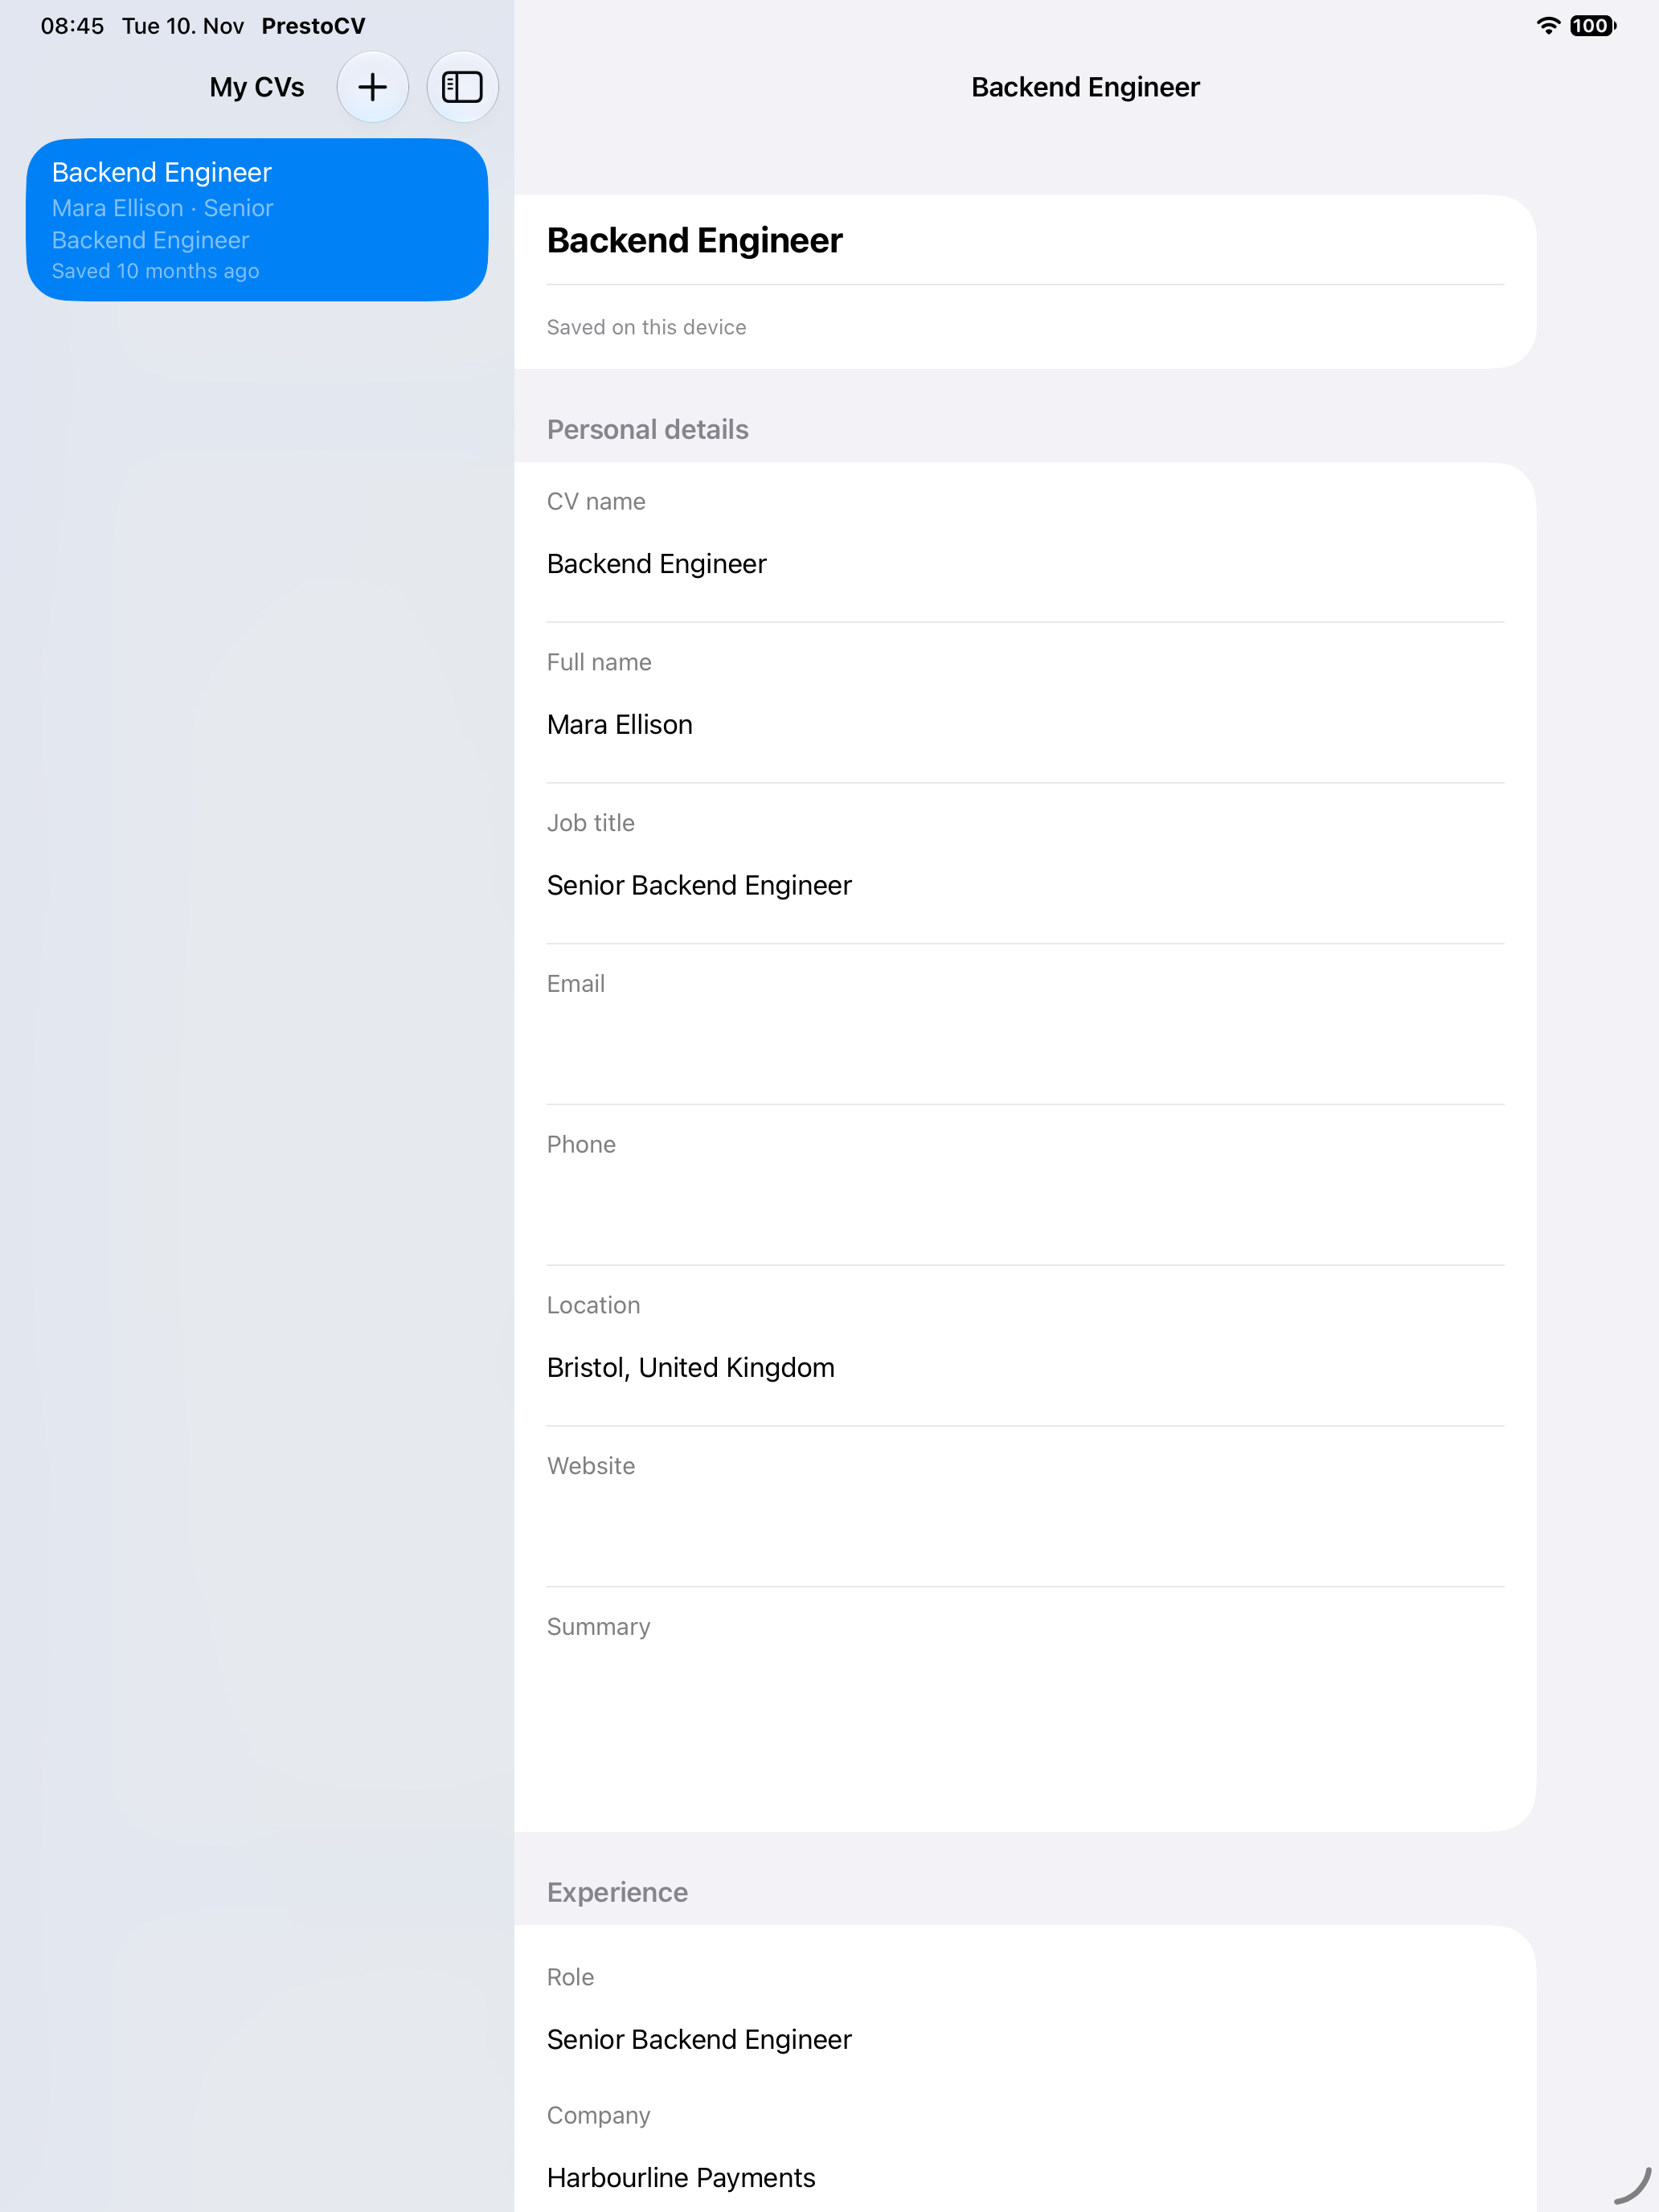 08:45 Tue 10. Nov PrestoCV
100
My CVs
Backend Engineer
Mara Ellison · Senior
Backend Engineer
Saved 10 months ago
Backend Engineer
Backend Engineer
Saved on this device
Personal details
CV name
Backend Engineer
Full name
Mara Ellison
Job title
Senior Backend Engineer
Email
Phone
Location
Bristol, United Kingdom
Website
Summary
Experience
Role
Senior Backend Engineer
Company
Harbourline Payments